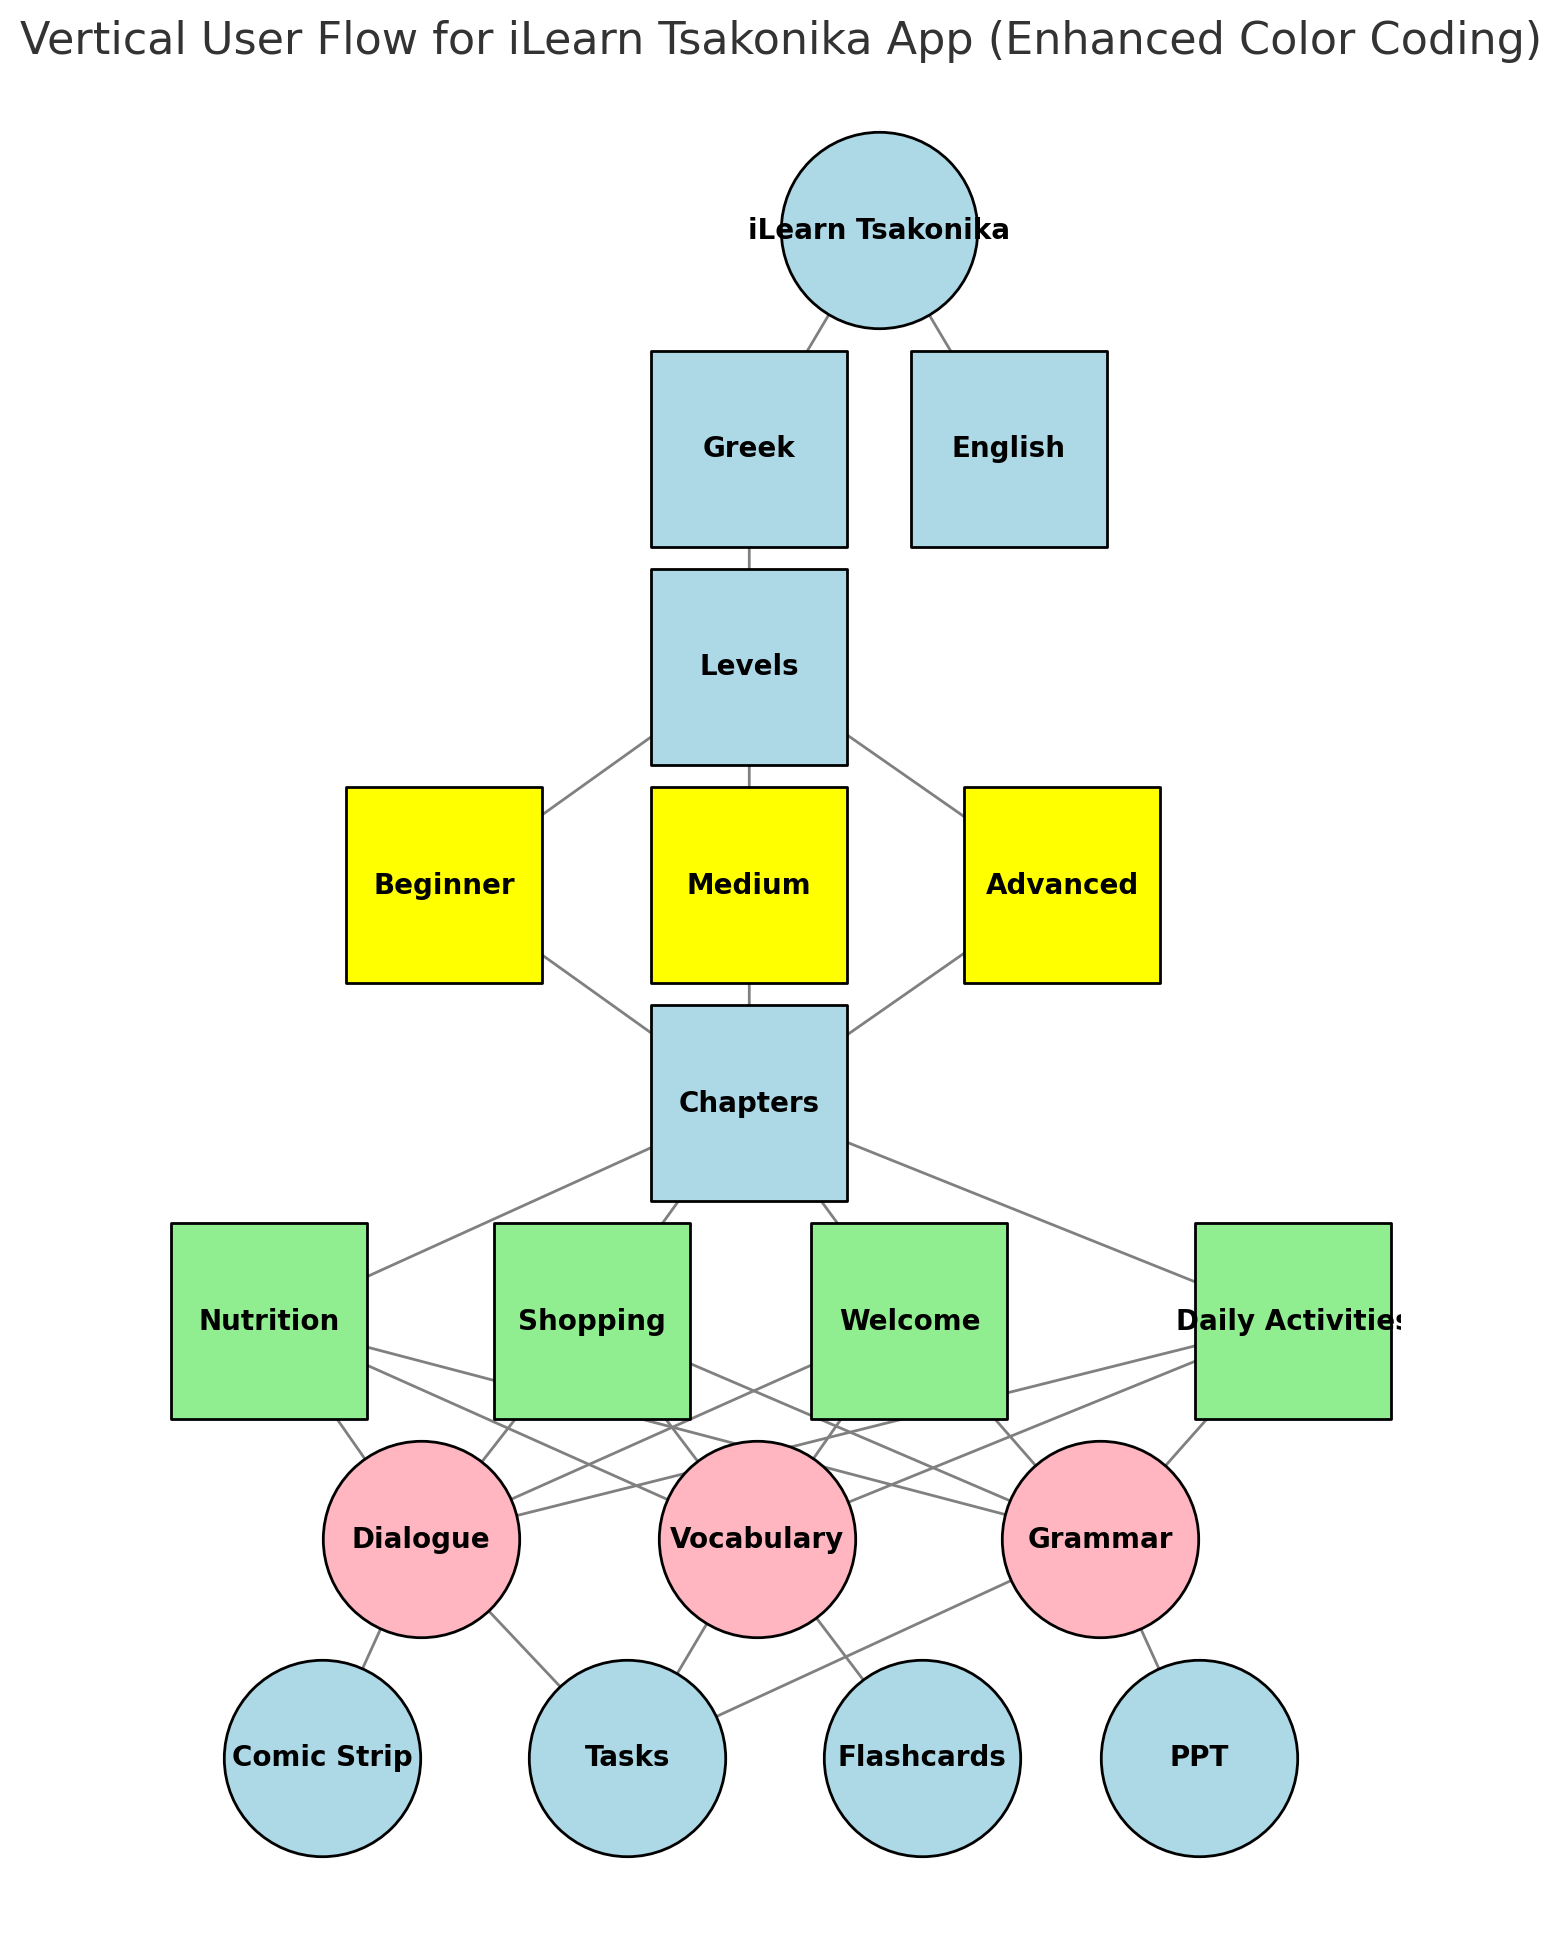 Vertical User Flow for iLearn Tsakonika App (Enhanced Color Coding)
iLearn Tsakonika
Greek
English
Levels
Beginner
Medium
Advanced
Chapters
Nutrition
Shopping
Welcome
Daily Activities
Dialogue
Vocabulary
Grammar
Comic Strip
Tasks
Flashcards
PPT